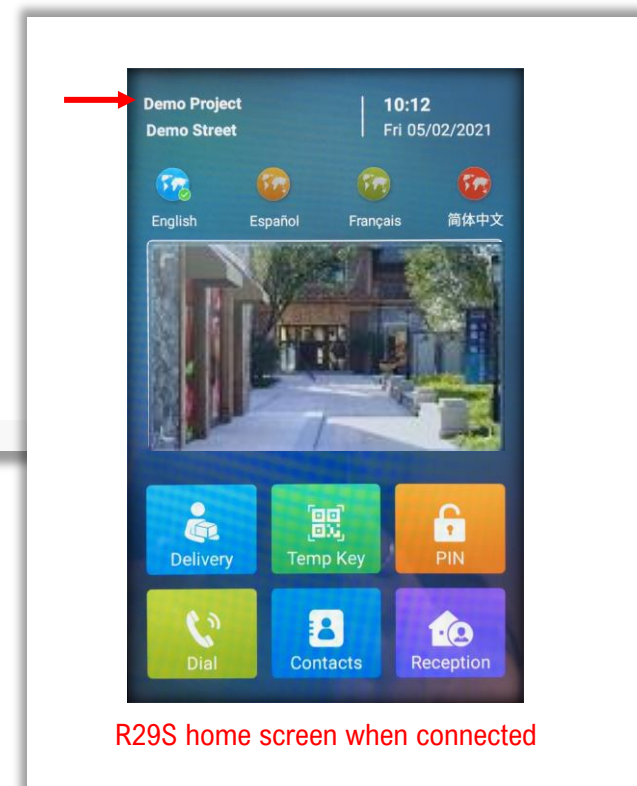 Demo Project
Demo Street
10:12
Fri 05/02/2021
English Español Français 简体中文
Delivery Temp Key PIN
Dial Contacts Reception
R29S home screen when connected